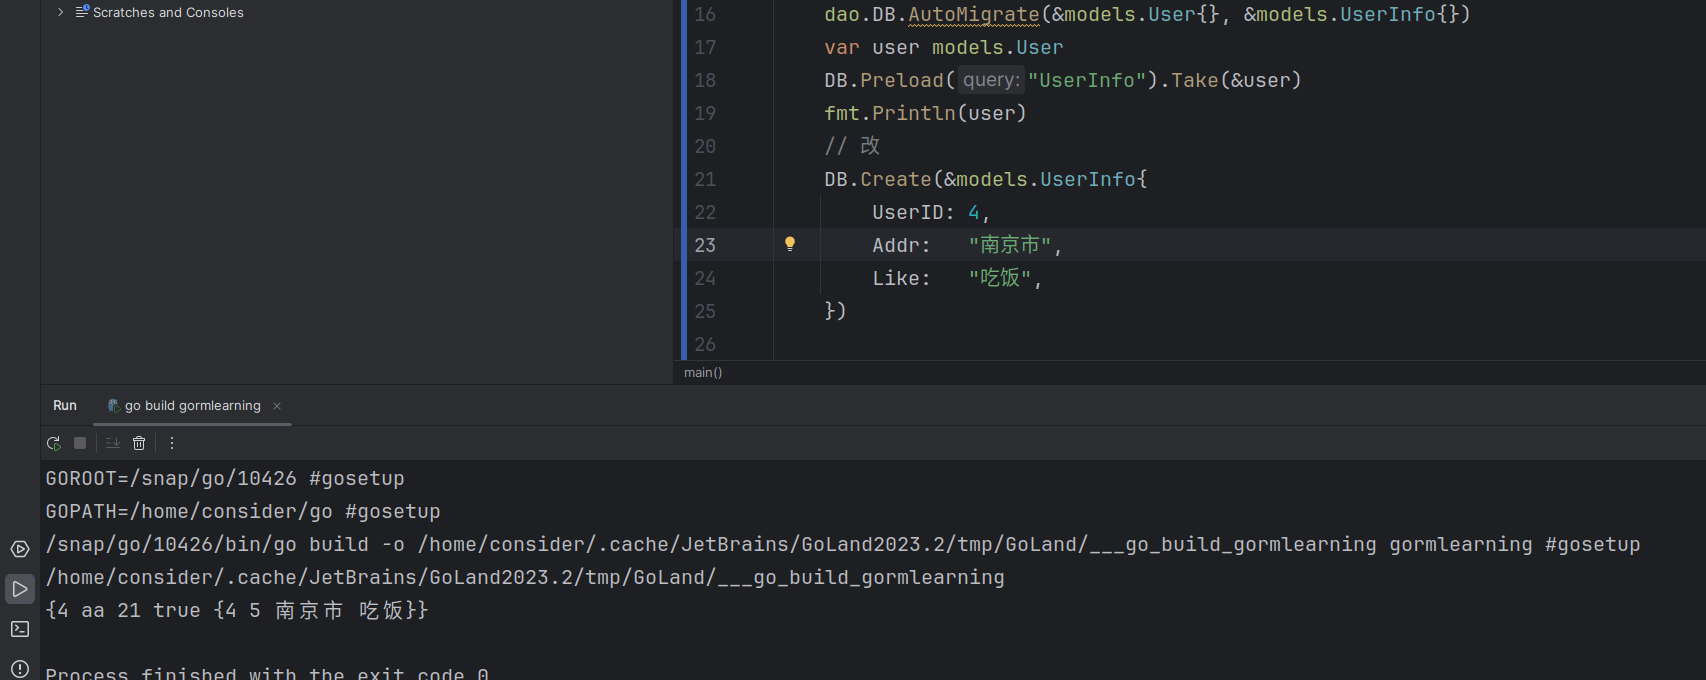 Scratches and Consoles
16 dao.DB.AutoMigrate(&models.User{}, &models.UserInfo{})
17 var user models.User
18 DB.Preload( query: "UserInfo").Take(&user)
19 fmt.Println(user)
20 // 改
21 DB.Create(&models.UserInfo{
22 UserID: 4,
23 Addr: "南京市",
24 Like: "吃饭",
25 })
26
main()
Run go build gormlearning
GOROOT=/snap/go/10426 #gosetup
GOPATH=/home/consider/go #gosetup
/snap/go/10426/bin/go build -o /home/consider/.cache/JetBrains/GoLand2023.2/tmp/GoLand/___go_build_gormlearning gormlearning #gosetup
/home/consider/.cache/JetBrains/GoLand2023.2/tmp/GoLand/___go_build_gormlearning
{4 aa 21 true {4 5 南京市 吃饭}}
Process finished with the exit code 0